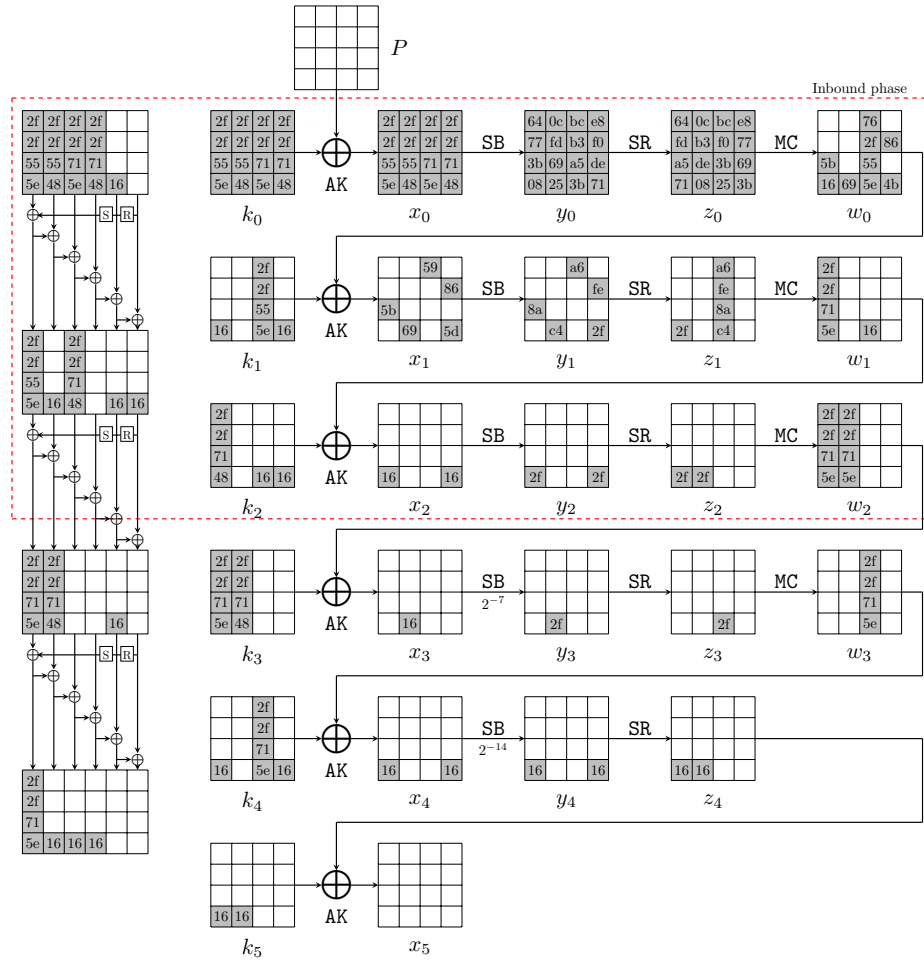 P
Inbound phase
2f 2f 2f 2f 2f 2f 2f 2f 2f 2f 2f 2f 64 0c bc e8 64 0c bc e8 76
SB SR MC
2f 2f 2f 2f 2f 2f 2f 2f 2f 2f 2f 2f 77 fd b3 f0 fd b3 f0 77 2f 86
55 55 71 71 55 55 71 71 55 55 71 71 3b 69 a5 de a5 de 3b 69 5b 55
5e 48 5e 48 16 5e 48 5e 48 5e 48 5e 48 08 25 3b 71 71 08 25 3b 16 69 5e 4b
AK
S R k0 x0 y0 z0 w0
2f 59 a6 a6 2f
SB SR MC
2f 86 fe fe 2f
55 5b 8a 8a 71
16 5e 16 69 5d c4 2f 2f c4 5e 16
AK
2f 2f
k1 x1 y1 z1 w1
2f 2f
55 71
5e 16 48 16 16
2f 2f 2f
SB SR MC
2f 2f 2f
S R
71 71 71
48 16 16 16 16 2f 2f 2f 2f 5e 5e
AK
k2 x2 y2 z2 w2
2f 2f 2f 2f 2f
SB SR MC
2f 2f 2f 2f 2f
2^-7
71 71 71 71 71
5e 48 16 5e 48 16 2f 2f 5e
AK
S R k3 x3 y3 z3 w3
2f
SB SR
2f
2^-14
71
16 5e 16 16 16 16 16 16 16
AK
2f
k4 x4 y4 z4
2f
71
5e 16 16 16
16 16
AK
k5 x5